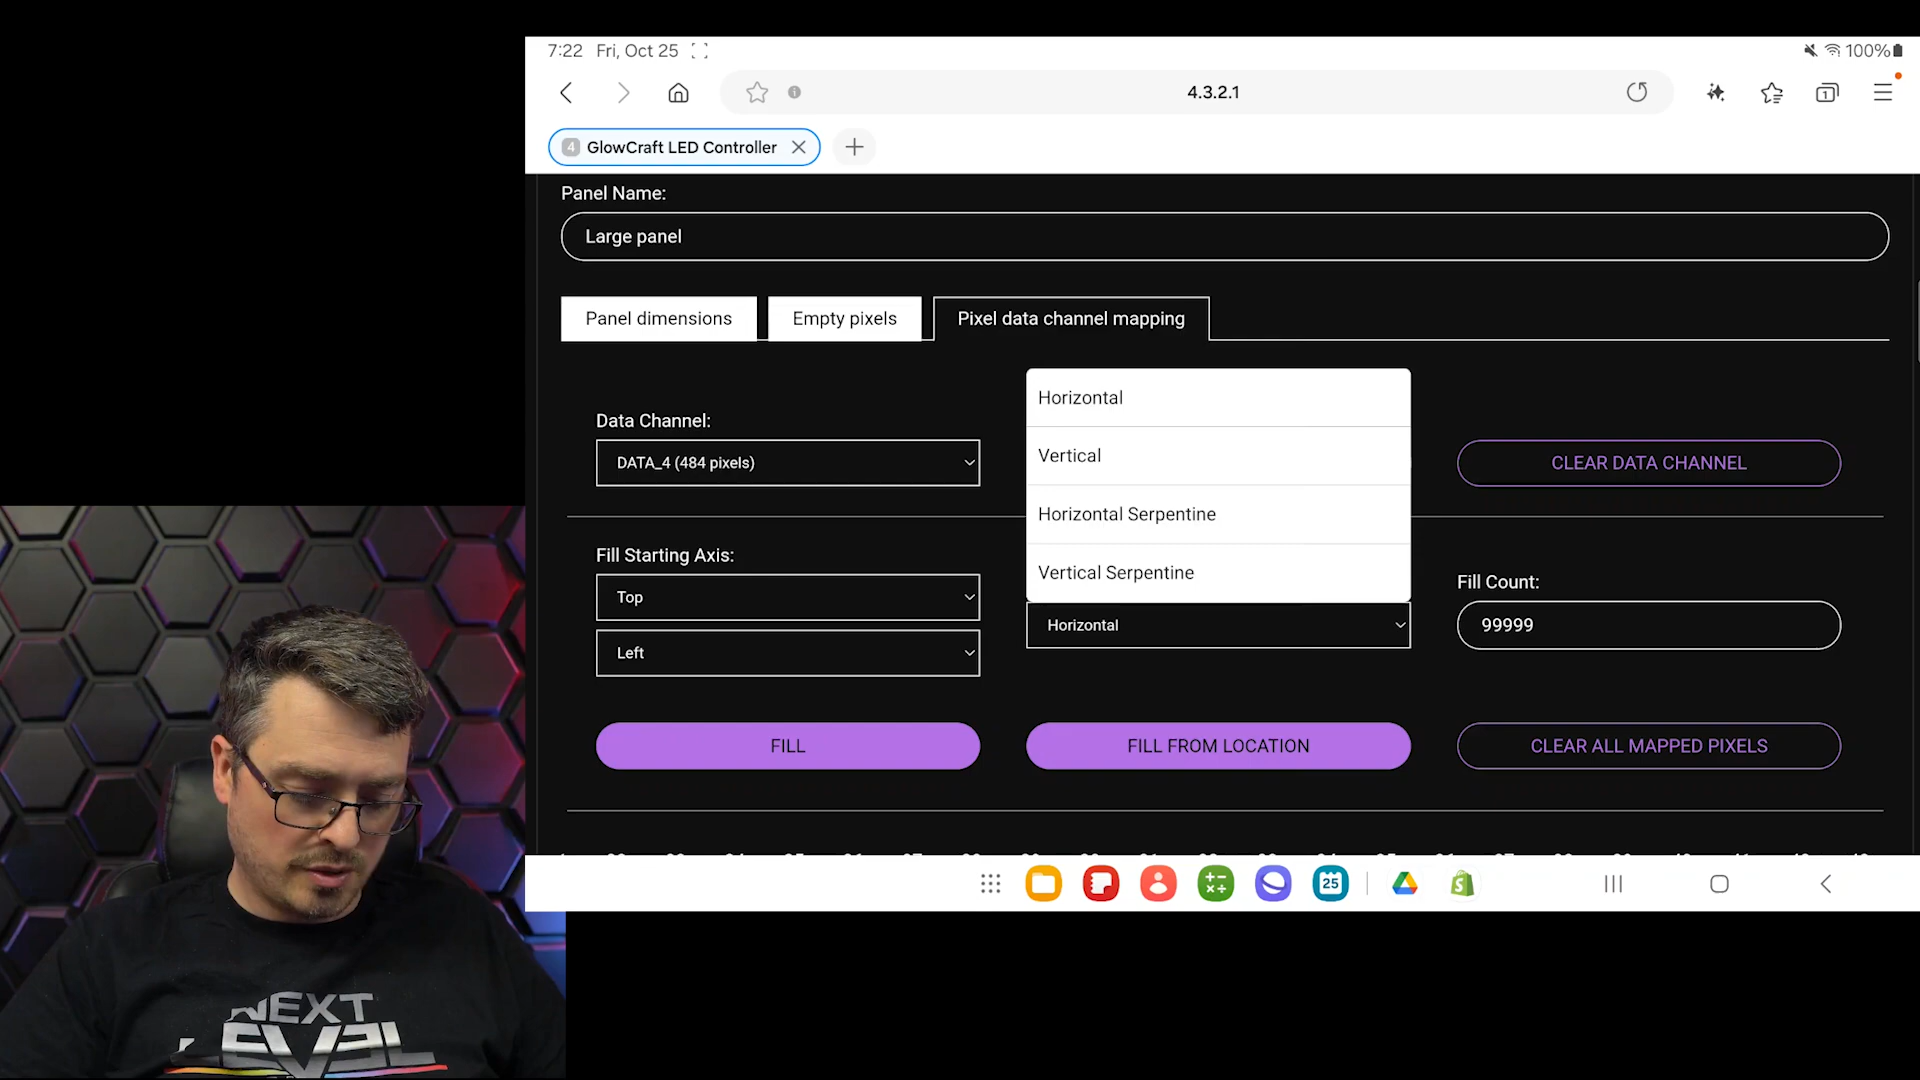 7:22 Fri, Oct 25 100%
4.3.2.1 1
4 GlowCraft LED Controller
Panel Name:
Large panel
Panel dimensions Empty pixels Pixel data channel mapping
Data Channel:
DATA_4 (484 pixels)
Horizontal
Vertical
Horizontal Serpentine
Vertical Serpentine
CLEAR DATA CHANNEL
Fill Starting Axis:
Top
Left
Horizontal
Fill Count:
99999
FILL FROM LOCATION
FILL
CLEAR ALL MAPPED PIXELS
25
NEXT
LEVEL